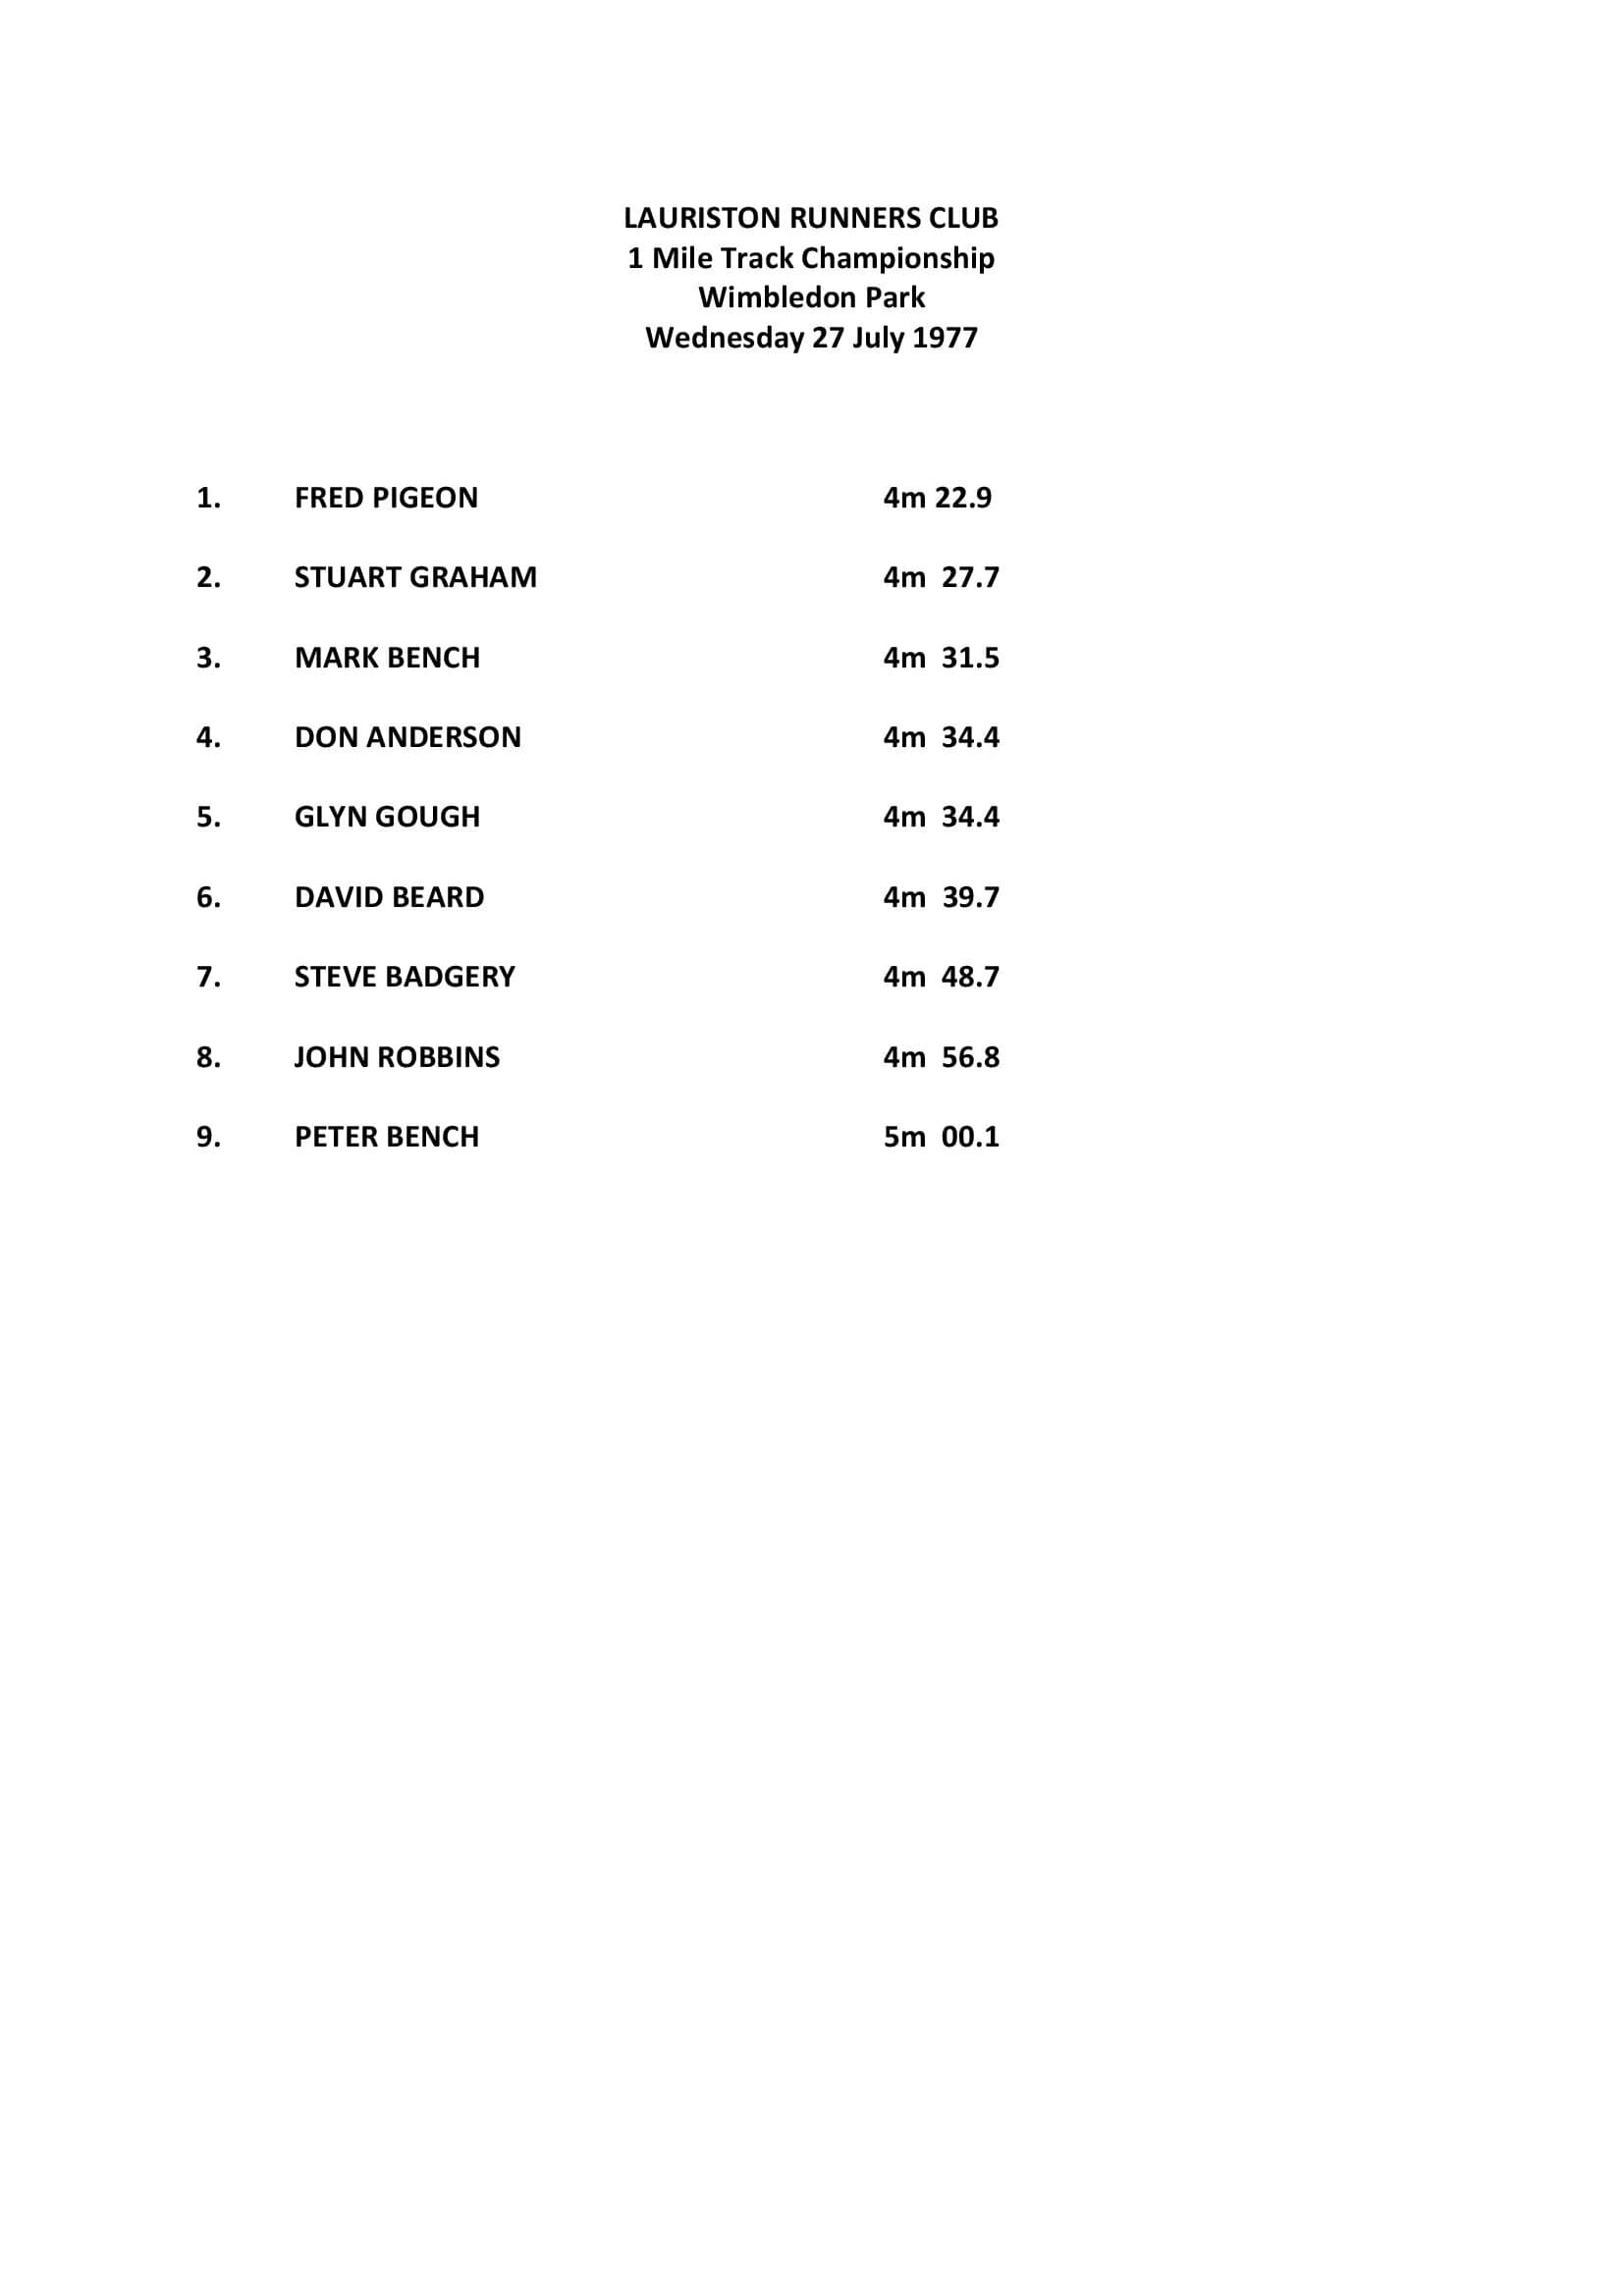 LAURISTON RUNNERS CLUB
1 Mile Track Championship
Wimbledon Park
Wednesday 27 July 1977
1. FRED PIGEON 4m 22.9
2. STUART GRAHAM 4m 27.7
3. MARK BENCH 4m 31.5
4. DON ANDERSON 4m 34.4
5. GLYN GOUGH 4m 34.4
6. DAVID BEARD 4m 39.7
7. STEVE BADGERY 4m 48.7
8. JOHN ROBBINS 4m 56.8
9. PETER BENCH 5m 00.1